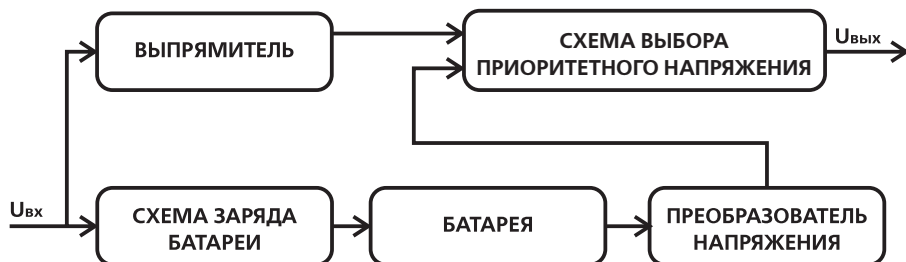 ВЫПРЯМИТЕЛЬ
СХЕМА ВЫБОРА
ПРИОРИТЕТНОГО НАПРЯЖЕНИЯ
Uвых
Uвх
СХЕМА ЗАРЯДА
БАТАРЕИ
БАТАРЕЯ
ПРЕОБРАЗОВАТЕЛЬ
НАПРЯЖЕНИЯ